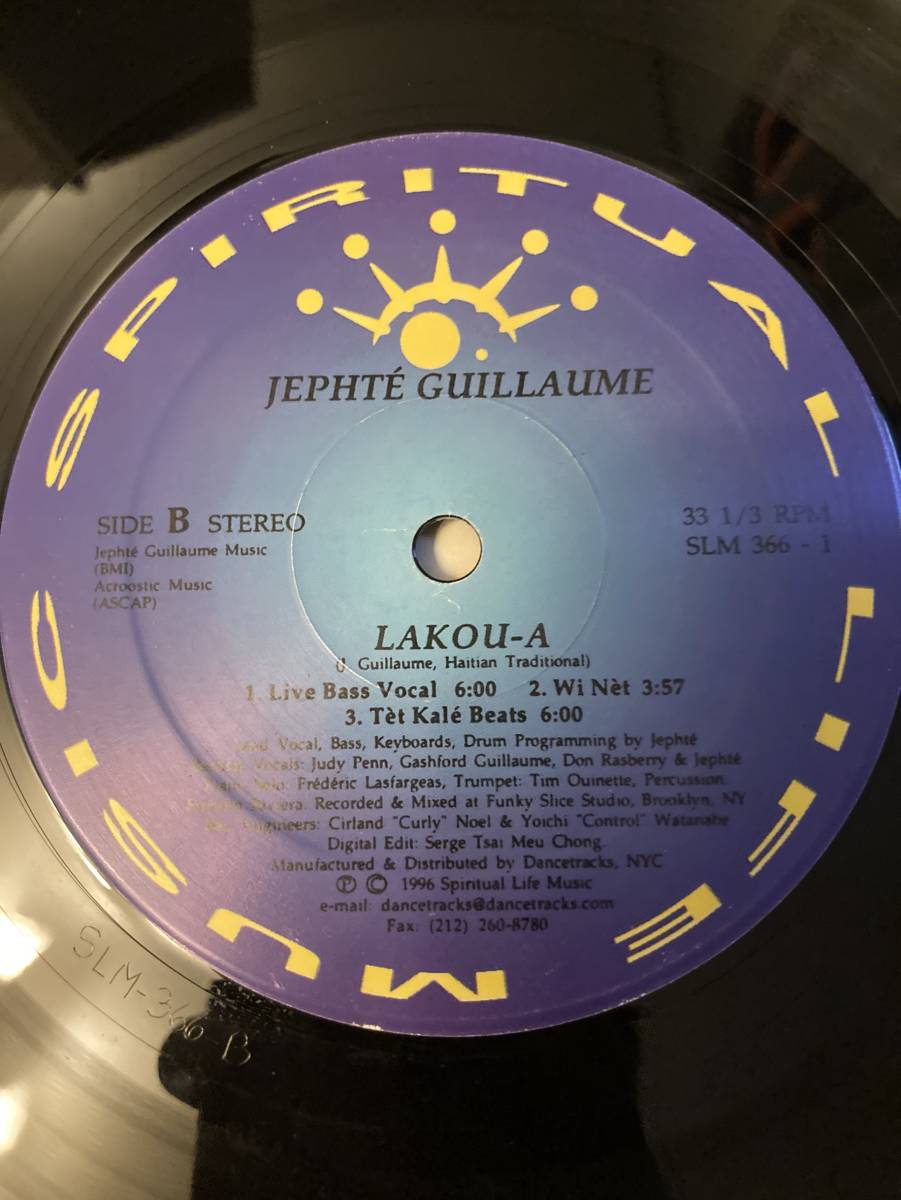 SPIRITUAL LIFE MUSIC
JEPHTÉ GUILLAUME
SIDE B STEREO
Jephté Guillaume Music
(BMI)
Acroostic Music
(ASCAP)
33 1/3 RPM
SLM 366 - 1
LAKOU-A
(J Guillaume, Haitian Traditional)
1. Live Bass Vocal 6:00 2. Wi Nèt 3:57
3. Tèt Kalé Beats 6:00
Vocal, Bass, Keyboards, Drum Programming by Jephté
Vocals: Judy Penn, Gashford Guillaume, Don Rasberry & Jephté
Solo: Frédéric Lasfargeas, Trumpet: Tim Ouinette, Percussion:
Recorded & Mixed at Funky Slice Studio, Brooklyn, NY
Engineers: Cirland "Curly" Noel & Yoichi "Control" Watanabe
Digital Edit: Serge Tsai Meu Chong
Manufactured & Distributed by Dancetracks, NYC
℗ © 1996 Spiritual Life Music
e-mail: dancetracks@dancetracks.com
Fax: (212) 260-8780
SLM-366-B